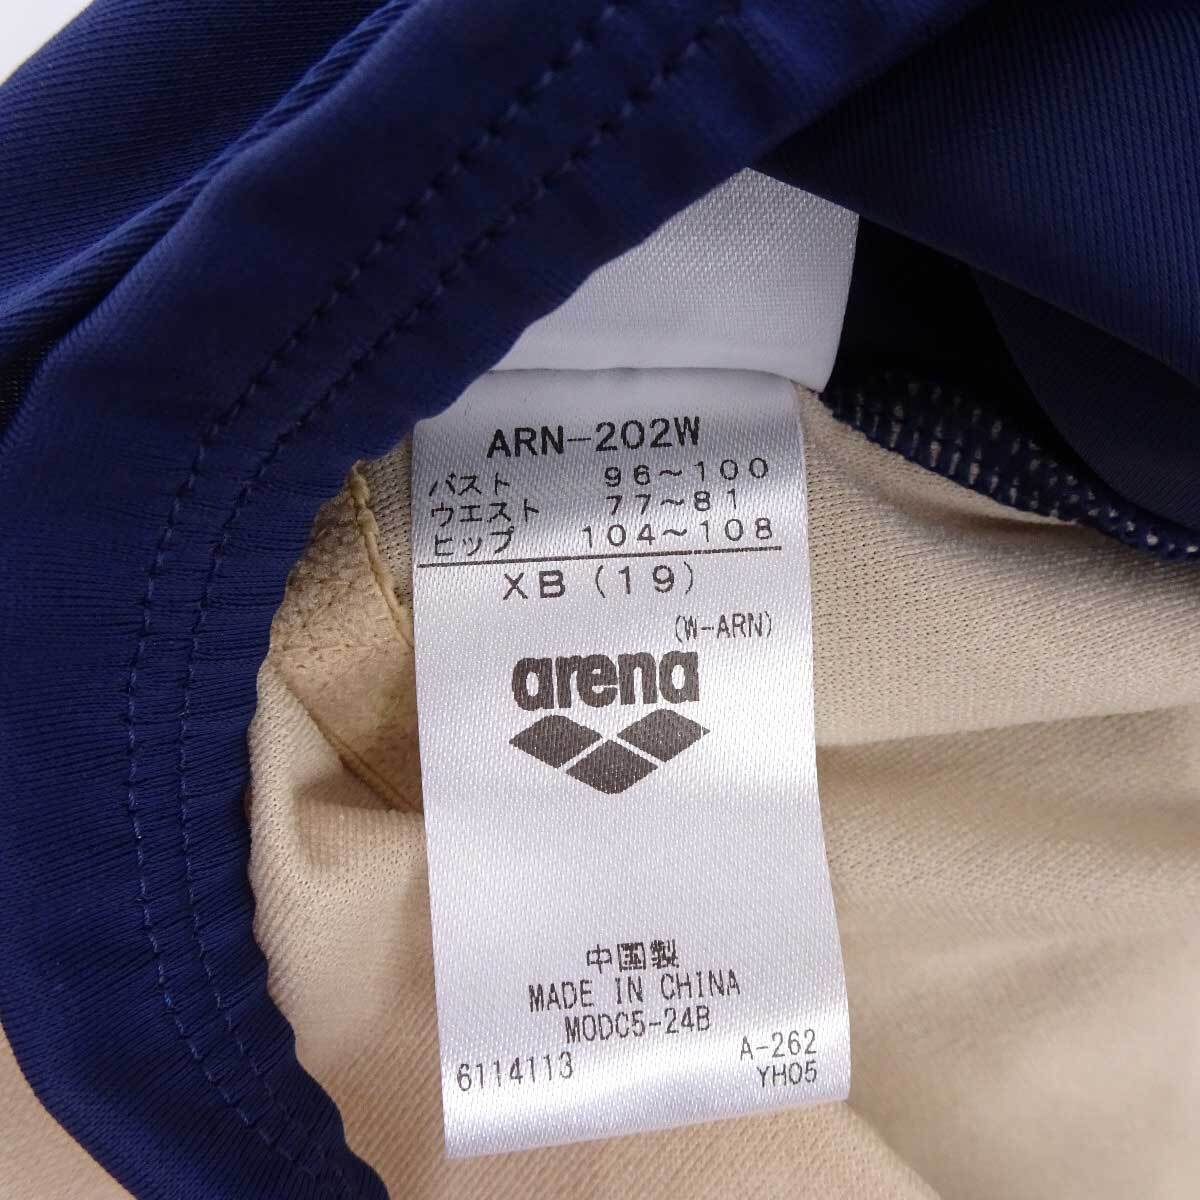 ARN-202W
バスト 96~100
ウエスト 77~81
ヒップ 104~108
XB (19)
(W-ARN)
arena
中国製
MADE IN CHINA
MODC5-24B
6114113 A-262
YH05